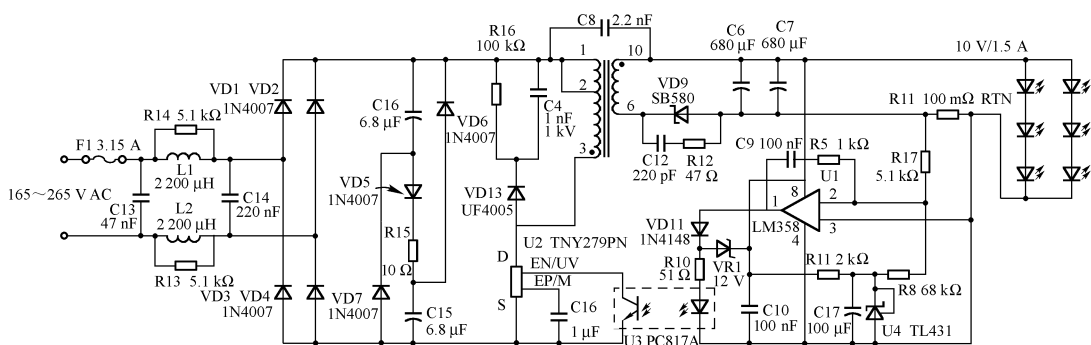 C8
2.2 nF
R16
100 kΩ
C6
680 μF
C7
680 μF
1
10
10 V/1.5 A
VD1 VD2
1N4007
C16
6.8 μF
VD6
1N4007
C4
1 nF
1 kV
2
3
6
VD9
SB580
R11 100 mΩ RTN
R14 5.1 kΩ
F1 3.15 A
L1
2 200 μH
C12
220 pF
R12
47 Ω
C9 100 nF
R5 1 kΩ
U1
R17
5.1 kΩ
165～265 V AC
C13
47 nF
L2
2 200 μH
C14
220 nF
VD5
1N4007
VD13
UF4005
8
1
2
LM358
3
4
VD11
1N4148
R15
10 Ω
U2 TNY279PN
D
EN/UV
EP/M
S
R10
51 Ω
VR1
12 V
R11 2 kΩ
R8 68 kΩ
R13 5.1 kΩ
VD3 VD4
1N4007
VD7
1N4007
C15
6.8 μF
C16
1 μF
U3 PC817A
C10
100 nF
C17
100 μF
U4 TL431